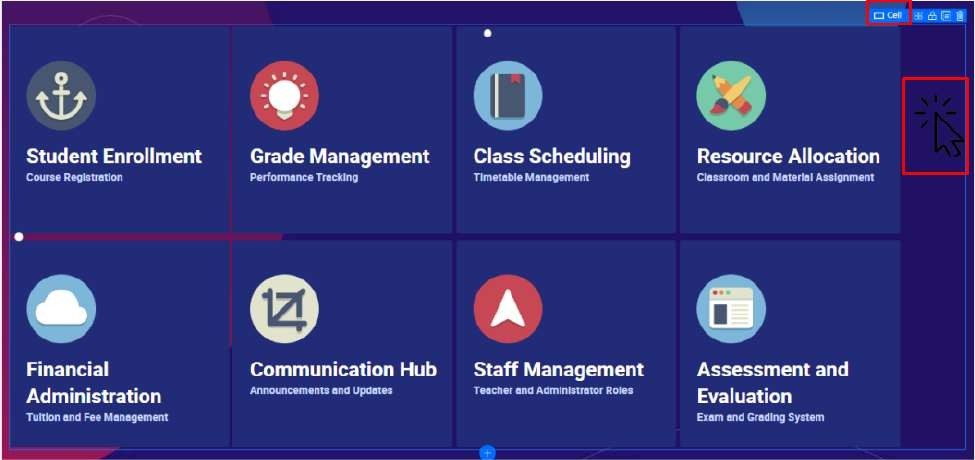 Cell
Student Enrollment
Course Registration
Grade Management
Performance Tracking
Class Scheduling
Timetable Management
Resource Allocation
Classroom and Material Assignment
Financial
Administration
Tuition and Fee Management
Communication Hub
Announcements and Updates
Staff Management
Teacher and Administrator Roles
Assessment and
Evaluation
Exam and Grading System